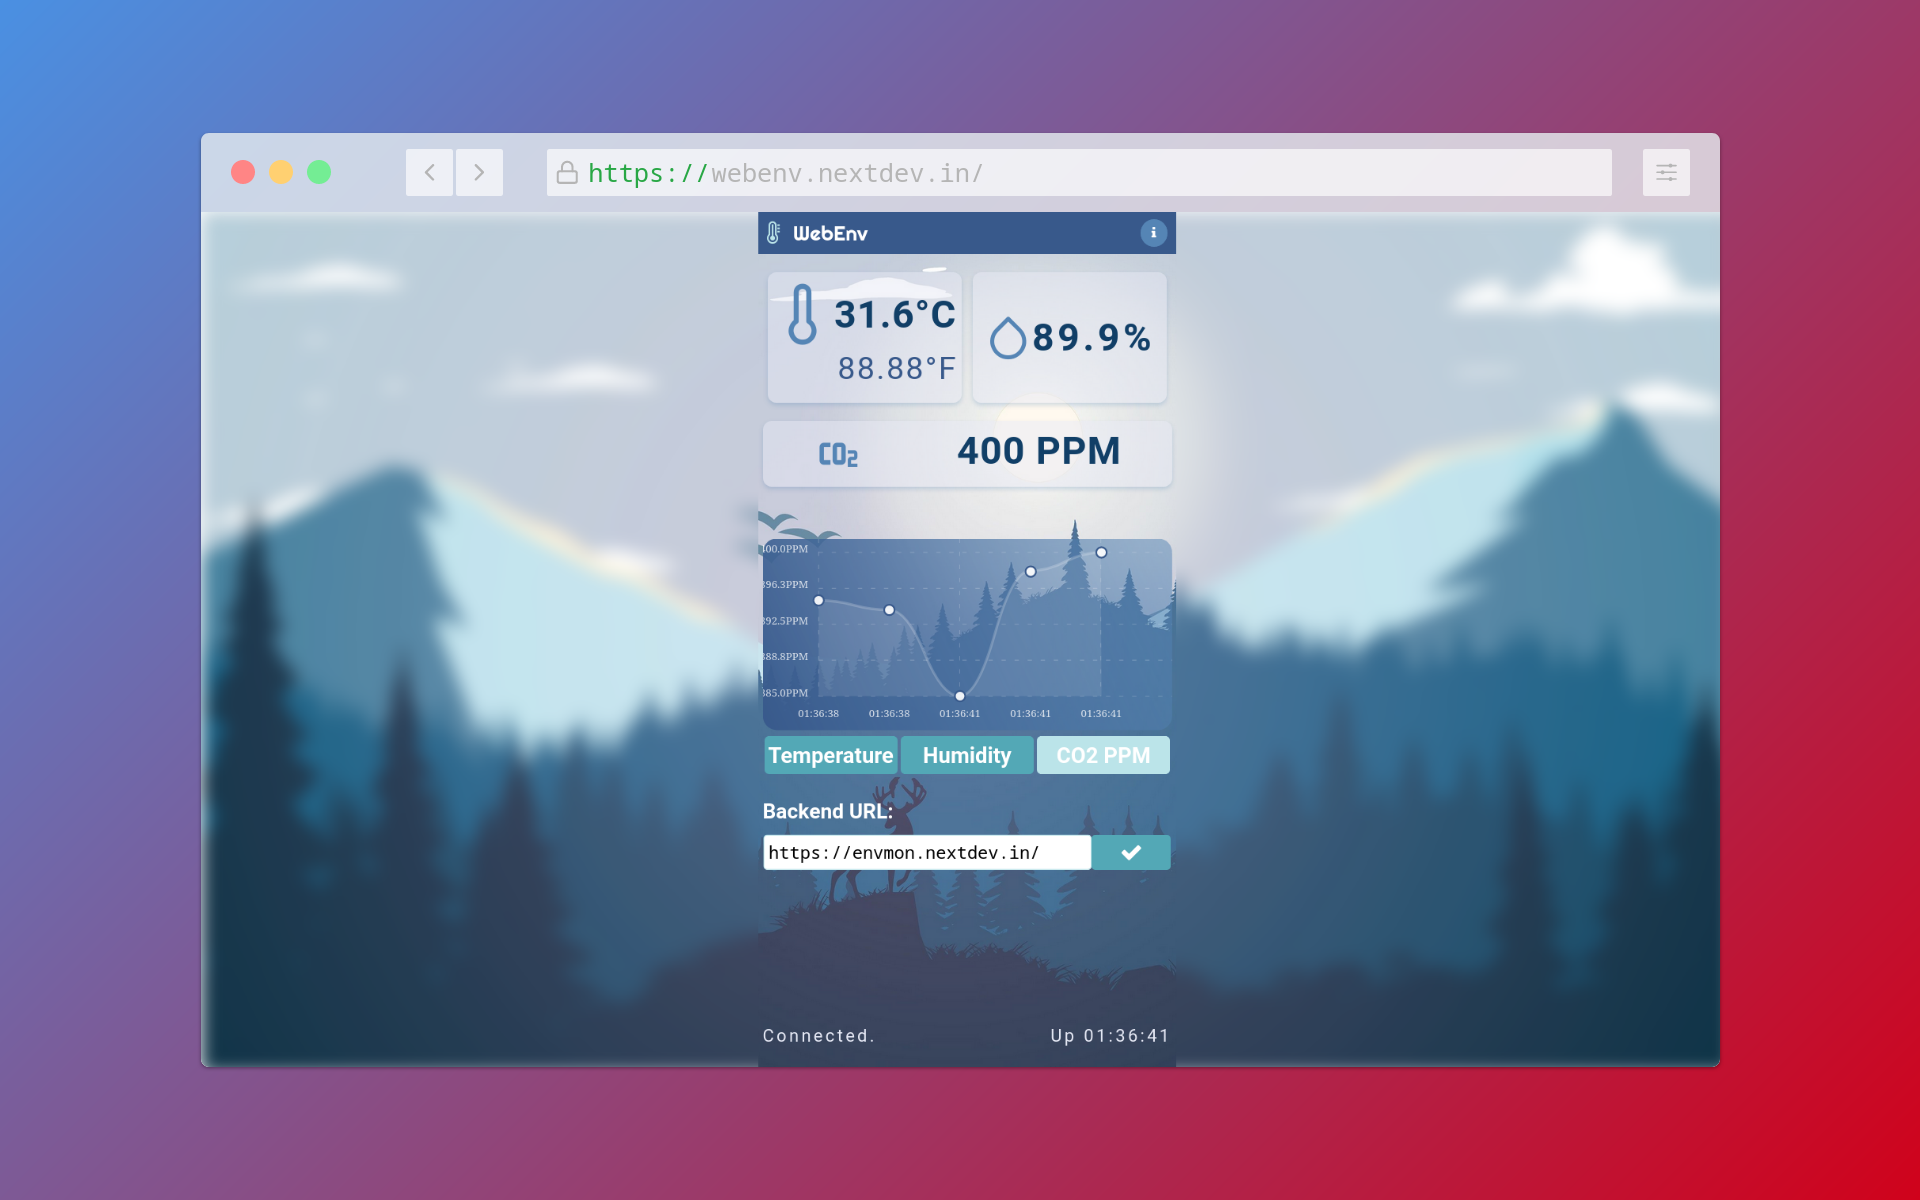 https://webenv.nextdev.in/
WebEnv
31.6°C
88.88°F
89.9%
CO2
400 PPM
400.0PPM
396.3PPM
392.5PPM
388.8PPM
385.0PPM
01:36:38 01:36:38 01:36:41 01:36:41 01:36:41
Temperature Humidity CO2 PPM
Backend URL:
https://envmon.nextdev.in/
Connected. Up 01:36:41